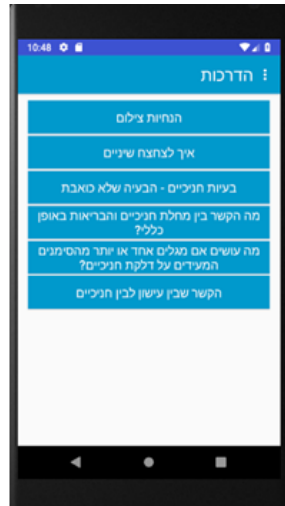 10:48
הדרכות
הנחיות צילום
איך לצחצח שיניים
בעיות חניכיים - הבעיה שלא כואבת
מה הקשר בין מחלת חניכיים והבריאות באופן
כללי?
מה עושים אם מגלים אחד או יותר מהסימנים
המעידים על דלקת חניכיים?
הקשר שבין עישון לבין חניכיים